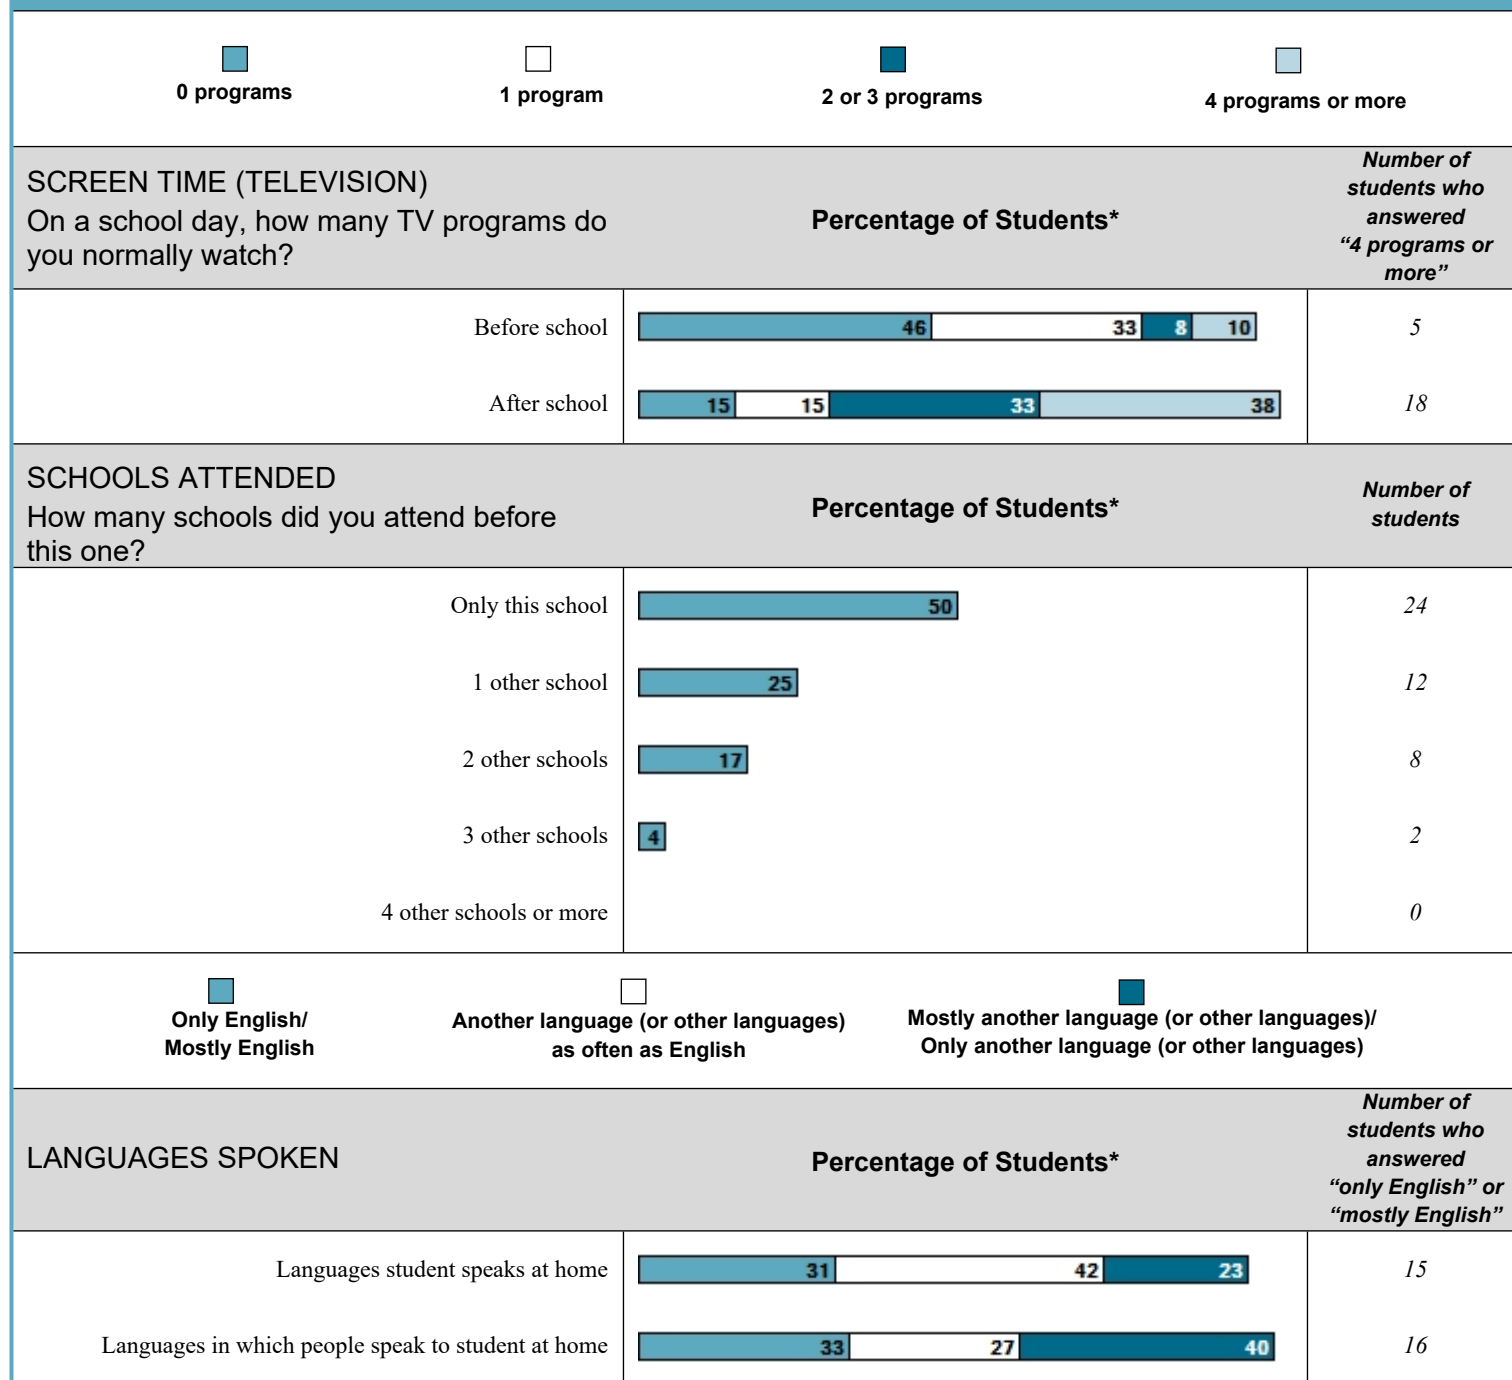 0 programs
1 program
2 or 3 programs
4 programs or more
SCREEN TIME (TELEVISION)
On a school day, how many TV programs do
you normally watch?
Percentage of Students*
Number of
students who
answered
“4 programs or
more”
Before school
46 33 8 10
5
After school
15 15 33 38
18
SCHOOLS ATTENDED
How many schools did you attend before
this one?
Percentage of Students*
Number of
students
Only this school
50
24
1 other school
25
12
2 other schools
17
8
3 other schools
4
2
4 other schools or more
0
Only English/
Mostly English
Another language (or other languages)
as often as English
Mostly another language (or other languages)/
Only another language (or other languages)
LANGUAGES SPOKEN
Percentage of Students*
Number of
students who
answered
“only English” or
“mostly English”
Languages student speaks at home
31 42 23
15
Languages in which people speak to student at home
33 27 40
16